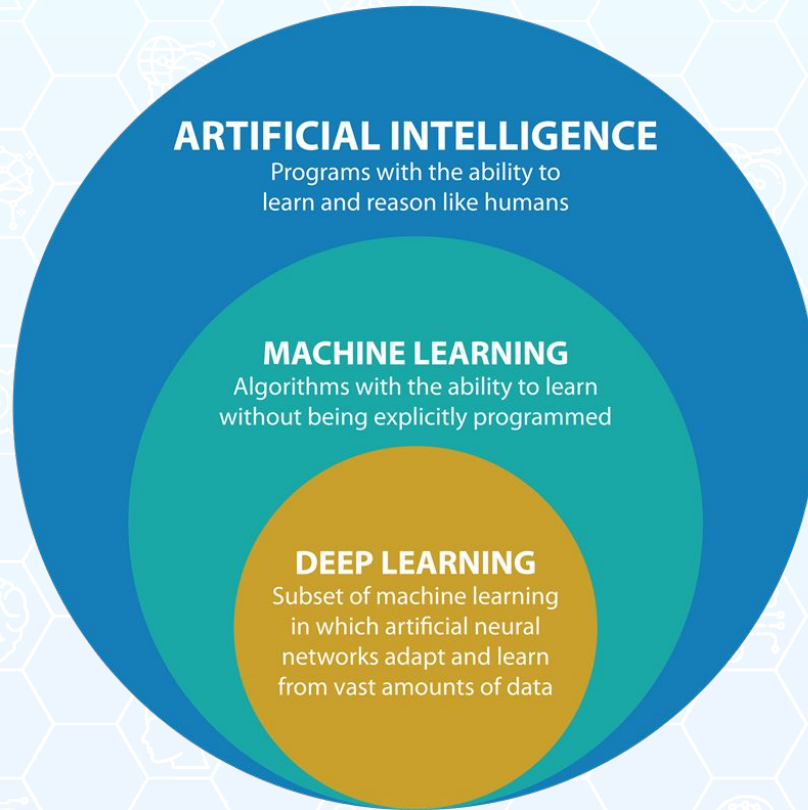 ARTIFICIAL INTELLIGENCE
Programs with the ability to
learn and reason like humans
MACHINE LEARNING
Algorithms with the ability to learn
without being explicitly programmed
DEEP LEARNING
Subset of machine learning
in which artificial neural
networks adapt and learn
from vast amounts of data